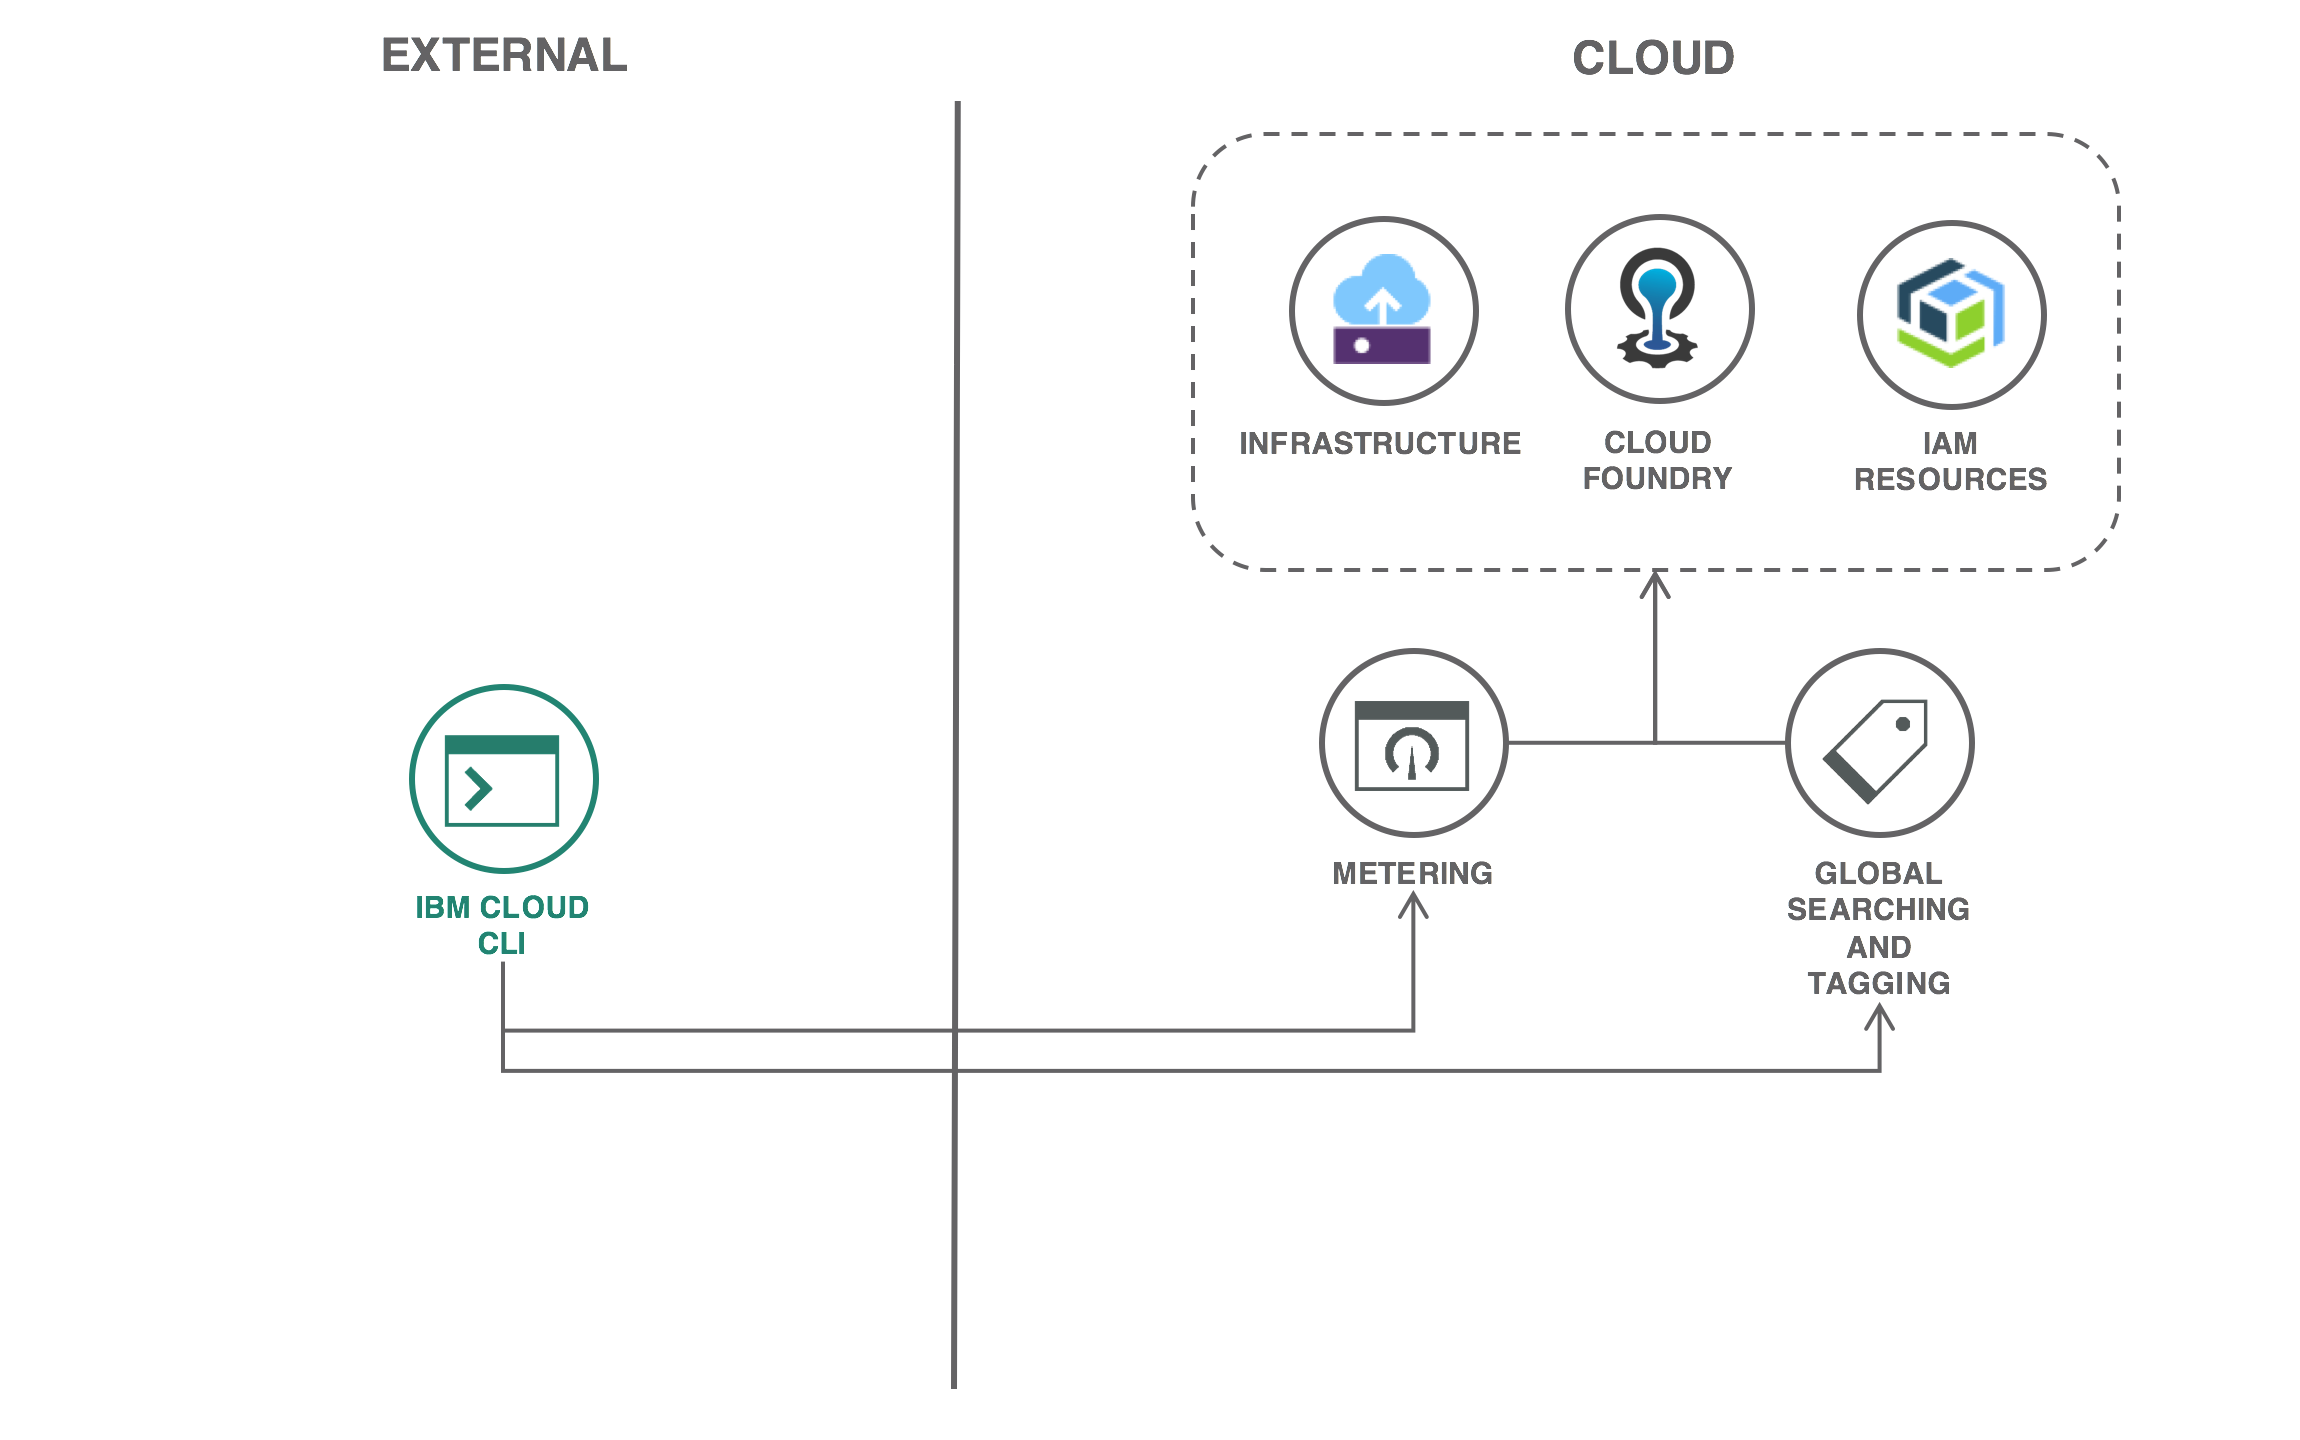 EXTERNAL
CLOUD
INFRASTRUCTURE
CLOUD
FOUNDRY
IAM
RESOURCES
METERING
GLOBAL
SEARCHING
AND
TAGGING
IBM CLOUD
CLI